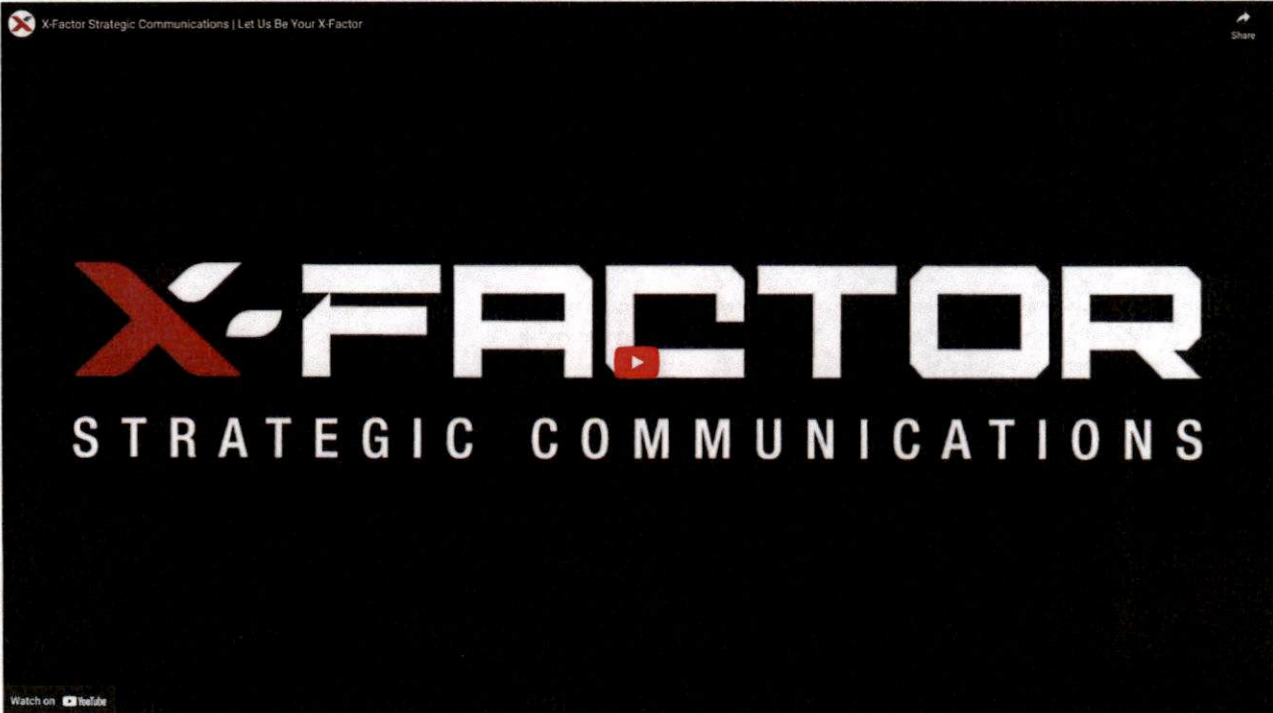 X-Factor Strategic Communications | Let Us Be Your X-Factor
Share
X-FACTOR
STRATEGIC COMMUNICATIONS
Watch on YouTube